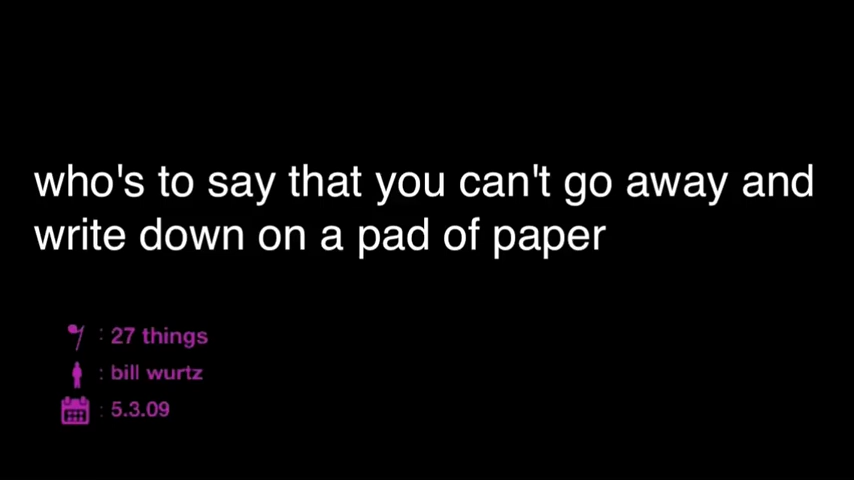 who's to say that you can't go away and
write down on a pad of paper
: 27 things
: bill wurtz
: 5.3.09